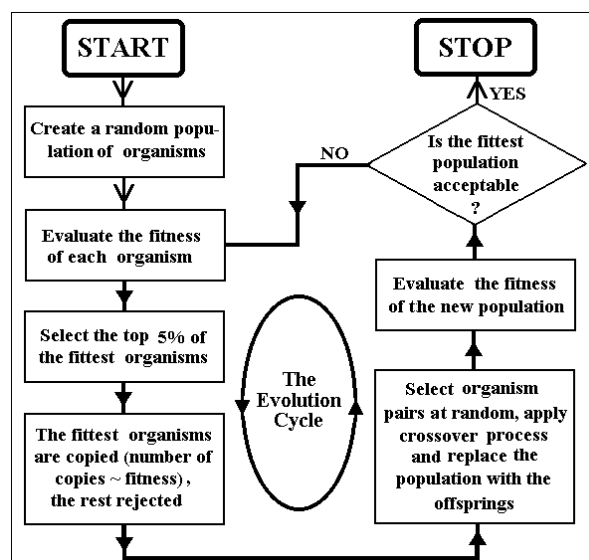 START
Create a random popu-
lation of organisms
Evaluate the fitness
of each organism
Select the top 5% of
the fittest organisms
The fittest organisms
are copied (number of
copies ~ fitness) ,
the rest rejected
The
Evolution
Cycle
Select organism
pairs at random, apply
crossover process
and replace the
population with the
offsprings
Evaluate the fitness
of the new population
Is the fittest
population
acceptable
?
NO
YES
STOP